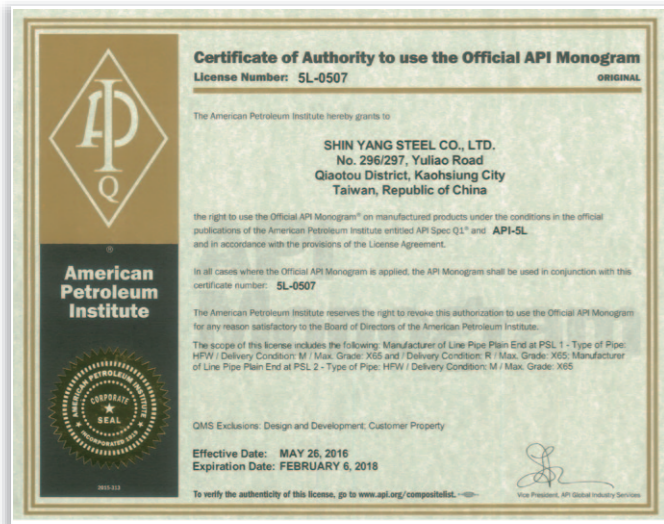 Certificate of Authority to use the Official API Monogram
License Number: 5L-0507
ORIGINAL
The American Petroleum Institute hereby grants to
SHIN YANG STEEL CO., LTD.
No. 296/297, Yuliao Road
Qiaotou District, Kaohsiung City
Taiwan, Republic of China
the right to use the Official API Monogram® on manufactured products under the conditions in the official
publications of the American Petroleum Institute entitled API Spec Q1® and API-5L
and in accordance with the provisions of the License Agreement.
In all cases where the Official API Monogram is applied, the API Monogram shall be used in conjunction with this
certificate number: 5L-0507
The American Petroleum Institute reserves the right to revoke this authorization to use the Official API Monogram
for any reason satisfactory to the Board of Directors of the American Petroleum Institute.
The scope of this license includes the following: Manufacturer of Line Pipe Plain End at PSL 1 - Type of Pipe:
HFW / Delivery Condition: M / Max. Grade: X65 and / Delivery Condition: R / Max. Grade: X65; Manufacturer
of Line Pipe Plain End at PSL 2 - Type of Pipe: HFW / Delivery Condition: M / Max. Grade: X65
QMS Exclusions: Design and Development; Customer Property
Effective Date: MAY 26, 2016
Expiration Date: FEBRUARY 6, 2018
To verify the authenticity of this license, go to www.api.org/compositelist.
Vice President, API Global Industry Services
API
Q
®
American
Petroleum
Institute
AMERICAN PETROLEUM INSTITUTE
CORPORATE
SEAL
INCORPORATED 1919
2015-213